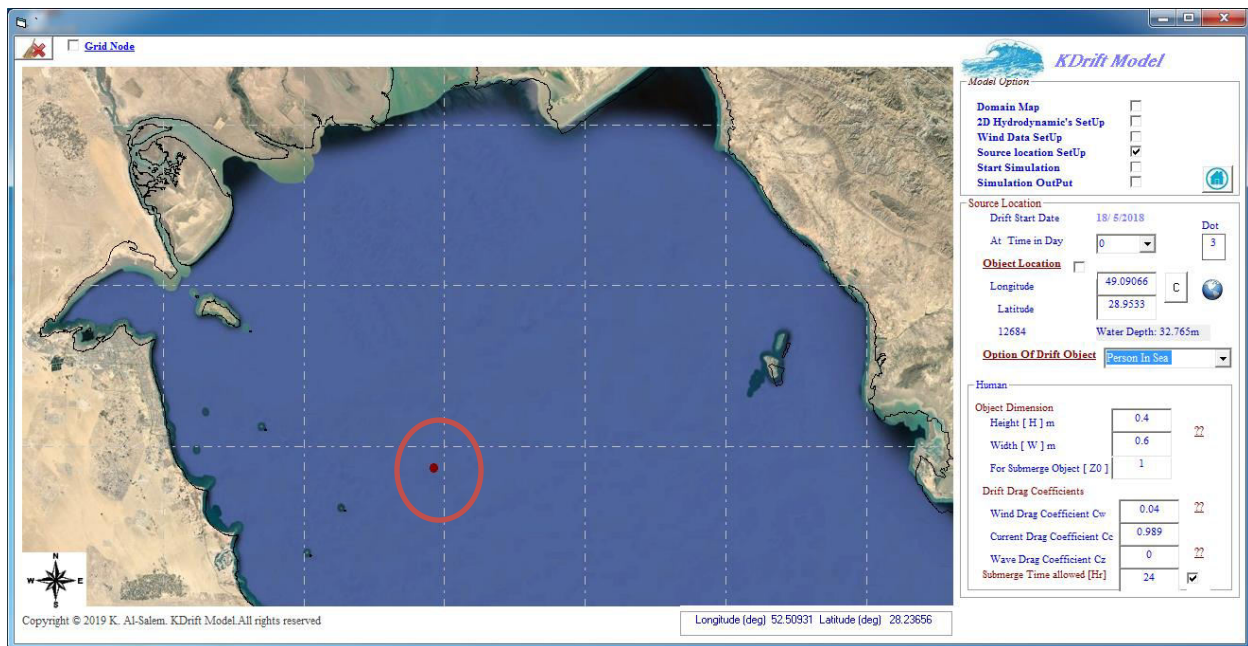 Grid Node
KDrift Model
Model Option
Domain Map
2D Hydrodynamic's SetUp
Wind Data SetUp
Source location SetUp
Start Simulation
Simulation OutPut
Source Location
Drift Start Date 18/ 5/2018
Dot
At Time in Day 0 3
Object Location
Longitude 49.09066 C
Latitude 28.9533
12684 Water Depth: 32.765m
Option Of Drift Object Person In Sea
Human
Object Dimension
Height [ H ] m 0.4
??
Width [ W ] m 0.6
For Submerge Object [ Z0 ] 1
Drift Drag Coefficients
Wind Drag Coefficient Cw 0.04 ??
Current Drag Coefficient Cc 0.989
Wave Drag Coefficient Cz 0 ??
Submerge Time allowed [Hr] 24
N
W E
S
Copyright © 2019 K. Al-Salem. KDrift Model.All rights reserved
Longitude (deg) 52.50931 Latitude (deg) 28.23656